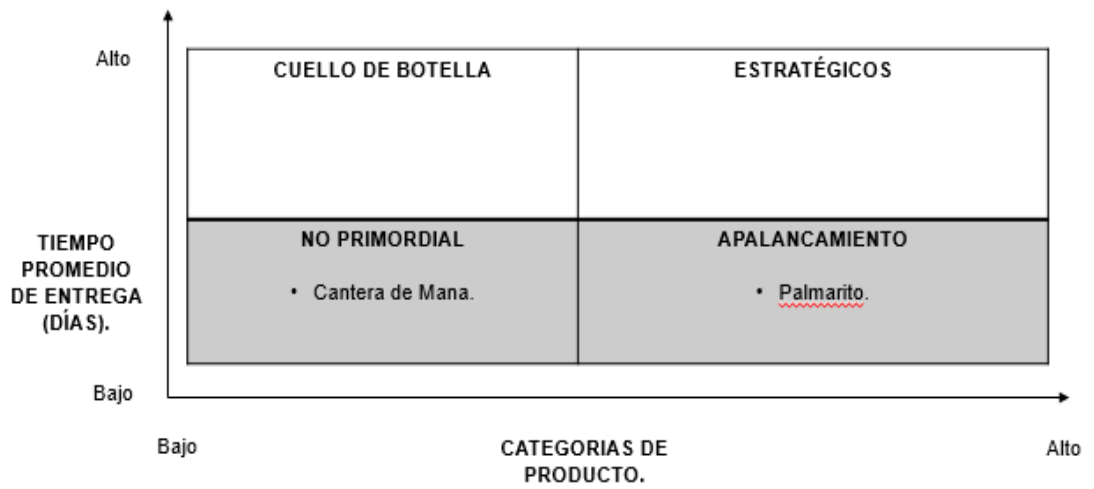 Alto
CUELLO DE BOTELLA
ESTRATÉGICOS
TIEMPO
PROMEDIO
DE ENTREGA
(DÍAS).
NO PRIMORDIAL
• Cantera de Mana.
APALANCAMIENTO
• Palmarito.
Bajo
Bajo
CATEGORIAS DE
PRODUCTO.
Alto